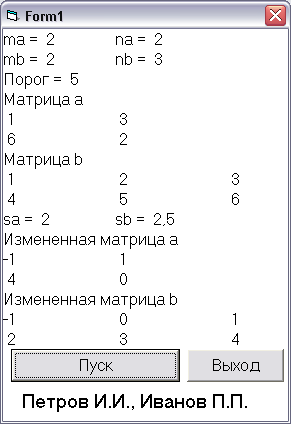 Form1
ma = 2 na = 2
mb = 2 nb = 3
Порог = 5
Матрица a
1 3
6 2
Матрица b
1 2 3
4 5 6
sa = 2 sb = 2,5
Измененная матрица a
-1 1
4 0
Измененная матрица b
-1 0 1
2 3 4
Пуск Выход
Петров И.И., Иванов П.П.